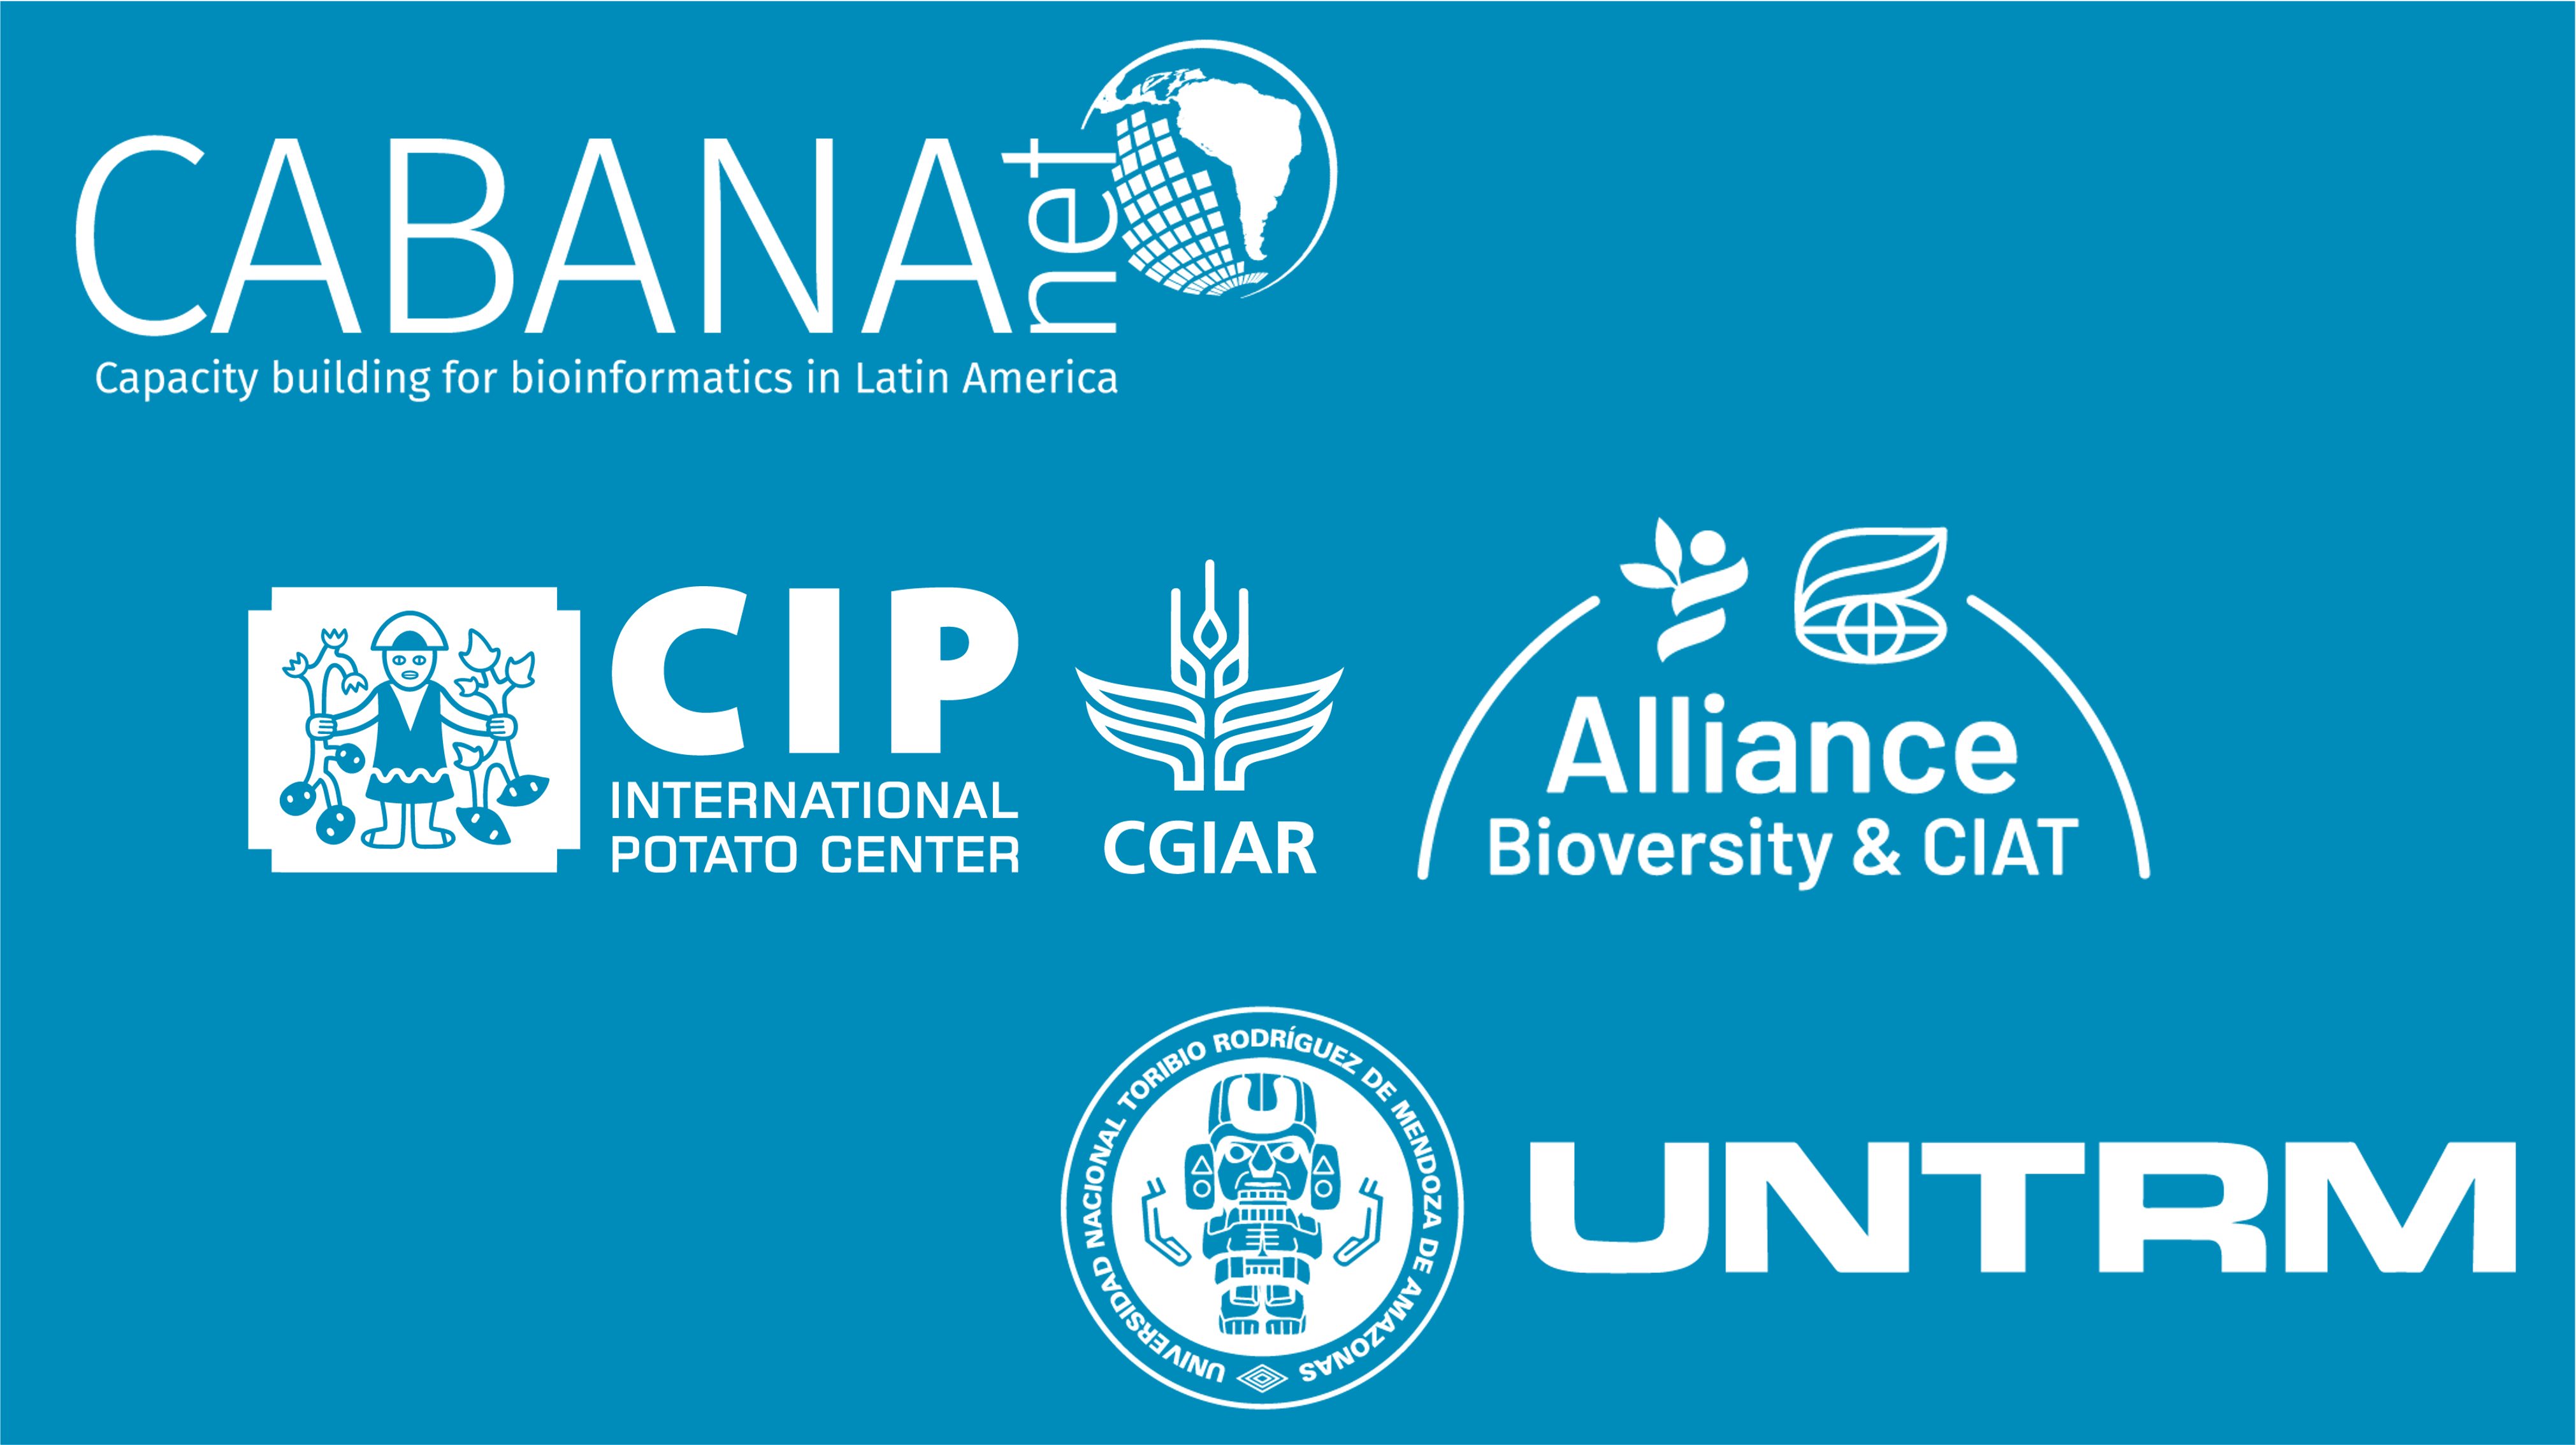 CABANA
net
Capacity building for bioinformatics in Latin America
CIP
INTERNATIONAL
POTATO CENTER
CGIAR
Alliance
Bioversity & CIAT
UNIVERSIDAD NACIONAL TORIBIO RODRÍGUEZ DE MENDOZA DE AMAZONAS
UNTRM